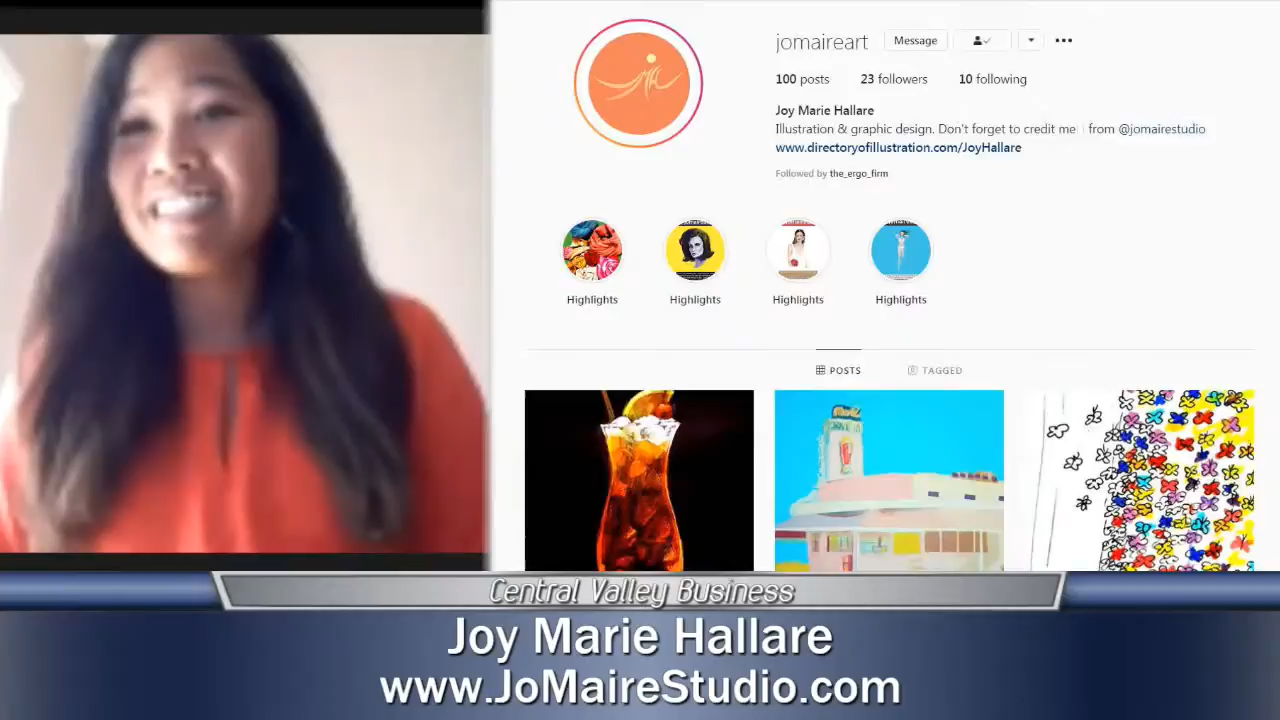 jomaireart Message
100 posts 23 followers 10 following
Joy Marie Hallare
Illustration & graphic design. Don't forget to credit me from @jomairestudio
www.directoryofillustration.com/JoyHallare
Followed by the_ergo_firm
Highlights Highlights Highlights Highlights
POSTS TAGGED
Central Valley Business
Joy Marie Hallare
www.JoMaireStudio.com